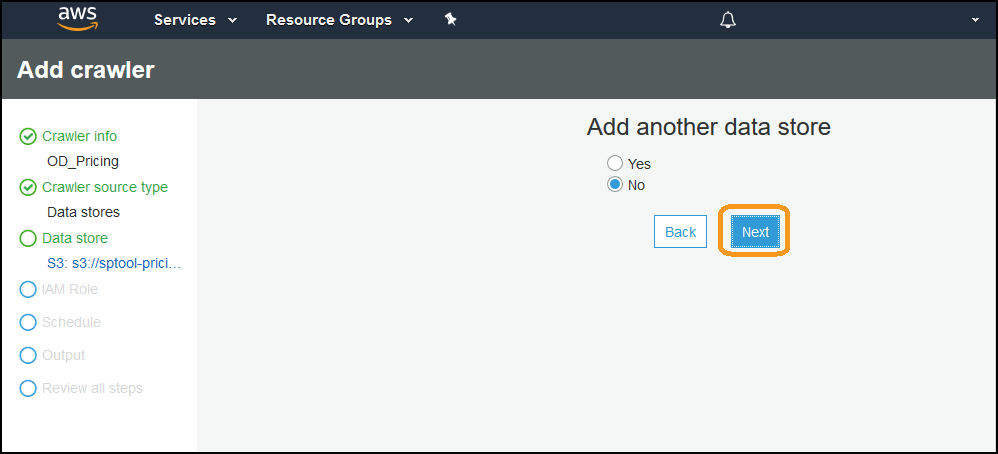 aws Services Resource Groups
Add crawler
Crawler info
OD_Pricing
Crawler source type
Data stores
Data store
S3: s3://sptool-prici...
IAM Role
Schedule
Output
Review all steps
Add another data store
Yes
No
Back Next